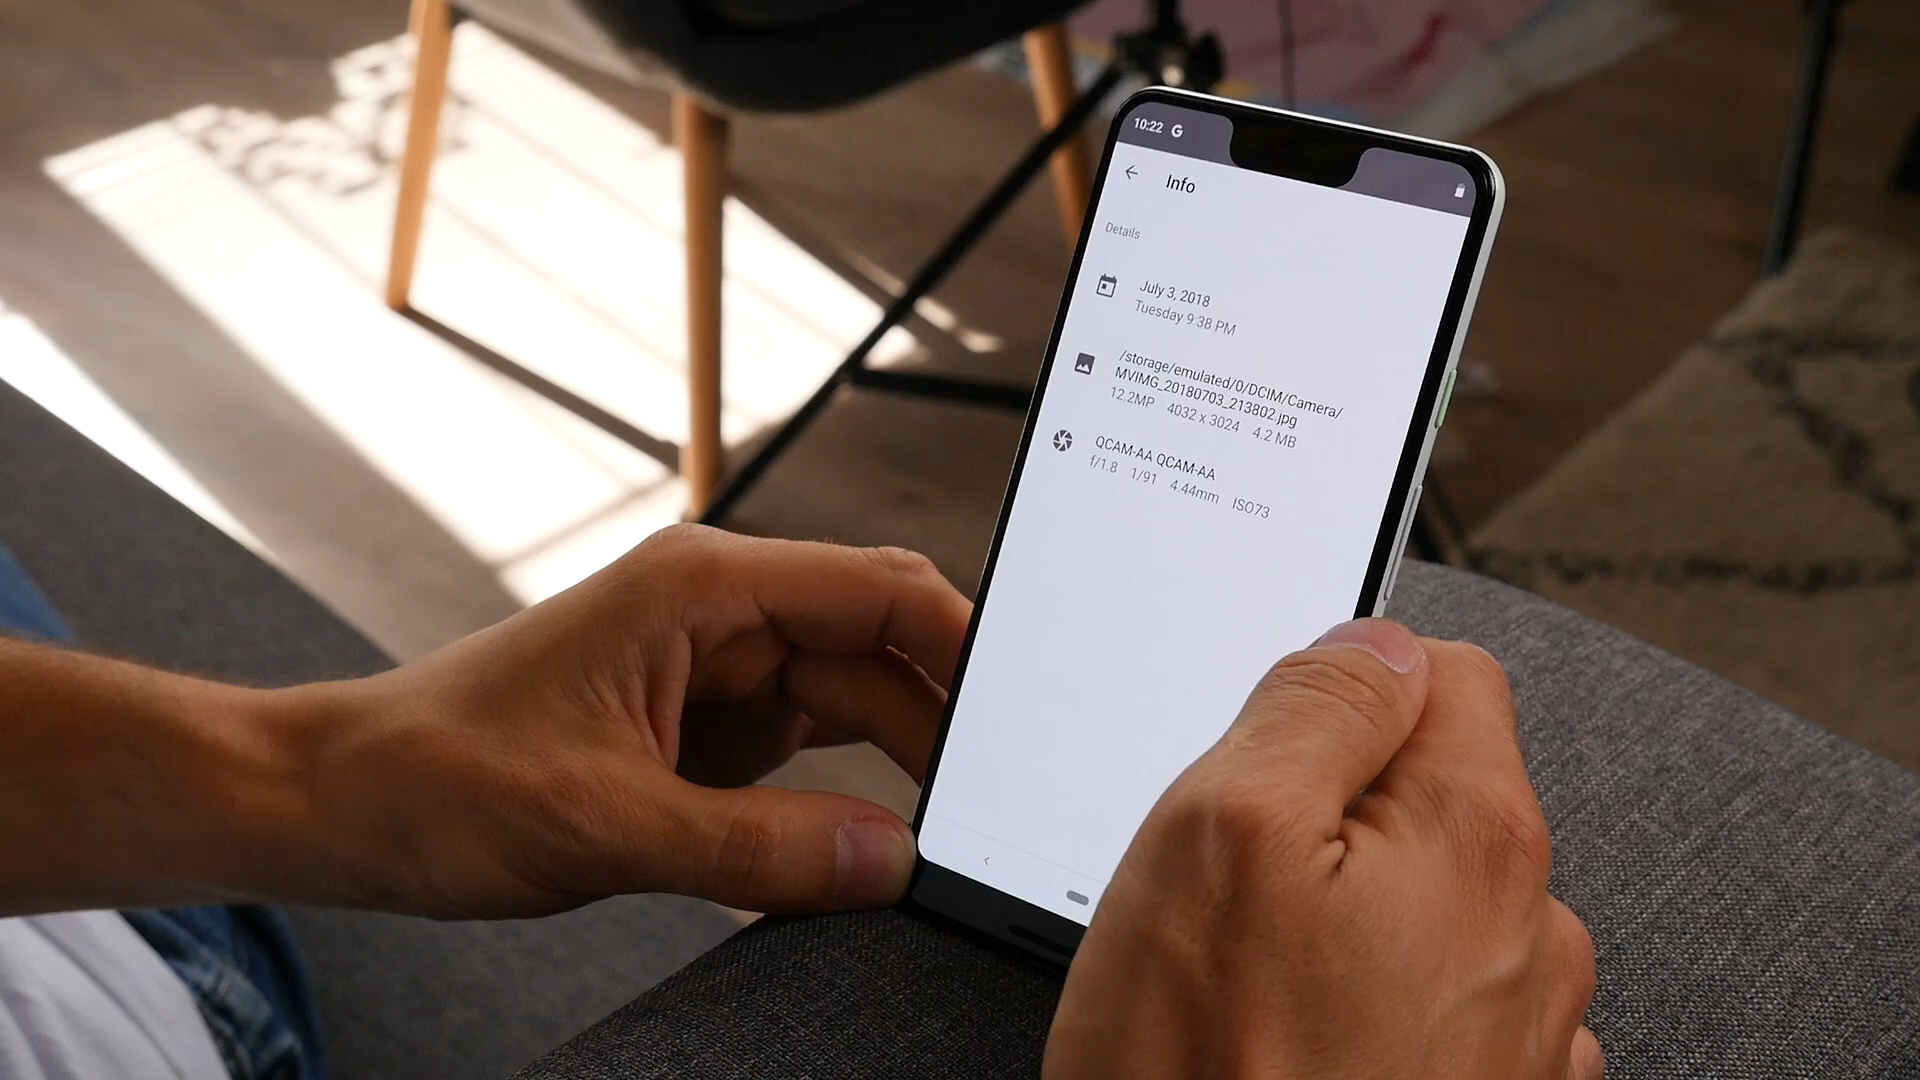 10:22 G
Info
Details
July 3, 2018
Tuesday 9:38 PM
/storage/emulated/0/DCIM/Camera/
MVIMG_20180703_213802.jpg
12.2MP 4032 x 3024 4.2 MB
QCAM-AA QCAM-AA
f/1.8 1/91 4.44mm ISO73